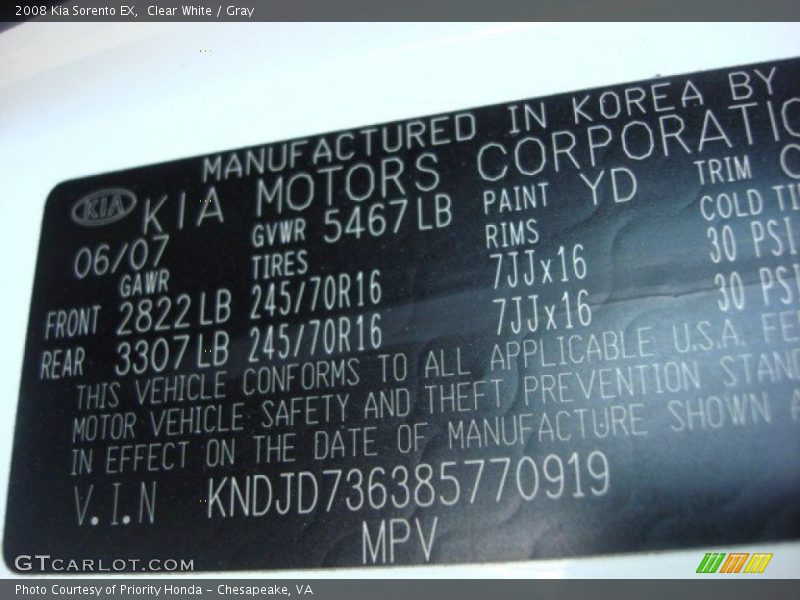 2008 Kia Sorento EX,  Clear White / Gray
MANUFACTURED IN KOREA BY
KIA KIA MOTORS CORPORATIO
06/07 GVWR 5467LB PAINT YD TRIM
GAWR TIRES RIMS COLD TI
FRONT 2822LB 245/70R16 7JJx16 30 PSI
REAR 3307LB 245/70R16 7JJx16 30 PSI
THIS VEHICLE CONFORMS TO ALL APPLICABLE U.S.A. FE
MOTOR VEHICLE SAFETY AND THEFT PREVENTION STAND
IN EFFECT ON THE DATE OF MANUFACTURE SHOWN A
V.I.N KNDJD736385770919
MPV
GTCARLOT.COM
Photo Courtesy of Priority Honda - Chesapeake, VA